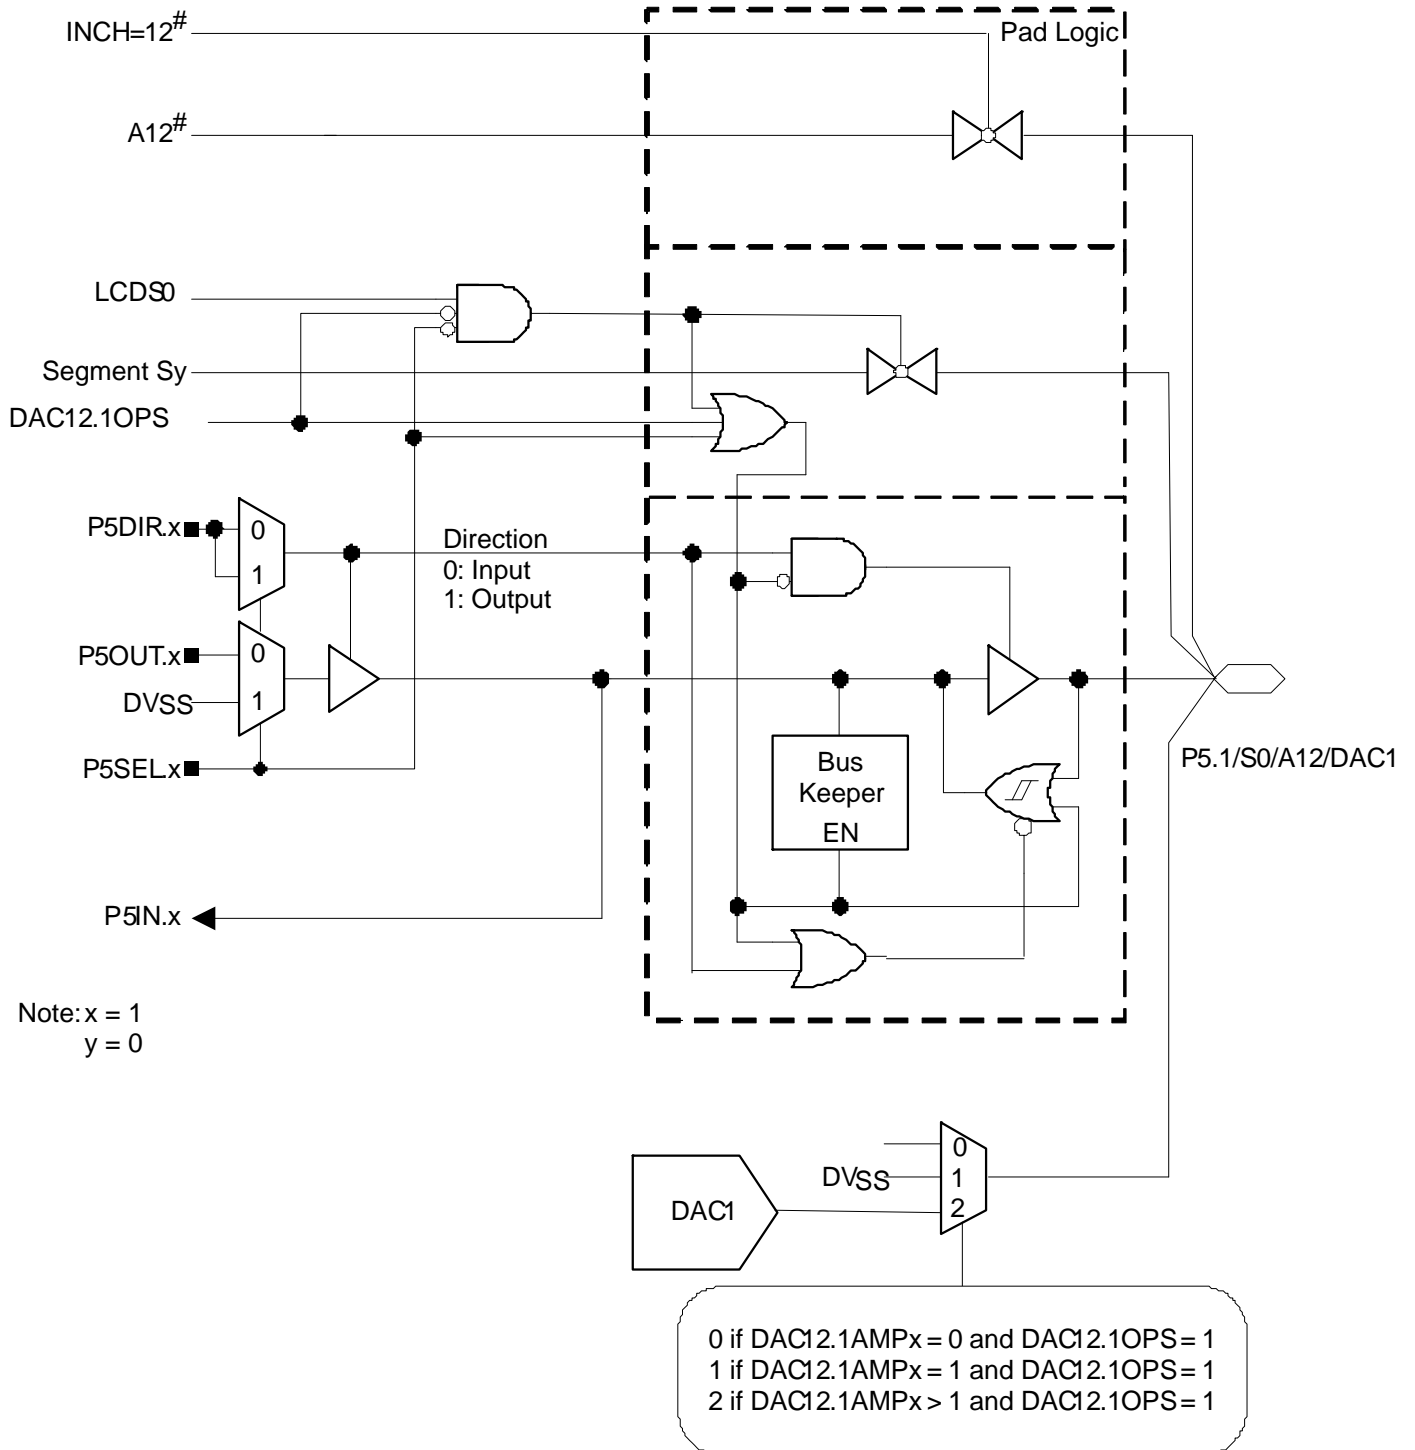 INCH=12#
Pad Logic
A12#
LCDS0
Segment Sy
DAC12.1OPS
P5DIR.x
0
1
Direction
0: Input
1: Output
P5OUT.x
0
DVSS
1
P5SEL.x
Bus
Keeper
EN
P5.1/S0/A12/DAC1
P5IN.x
Note: x = 1
y = 0
0
DVSS
1
2
DAC1
0 if DAC12.1AMPx = 0 and DAC12.1OPS = 1
1 if DAC12.1AMPx = 1 and DAC12.1OPS = 1
2 if DAC12.1AMPx > 1 and DAC12.1OPS = 1